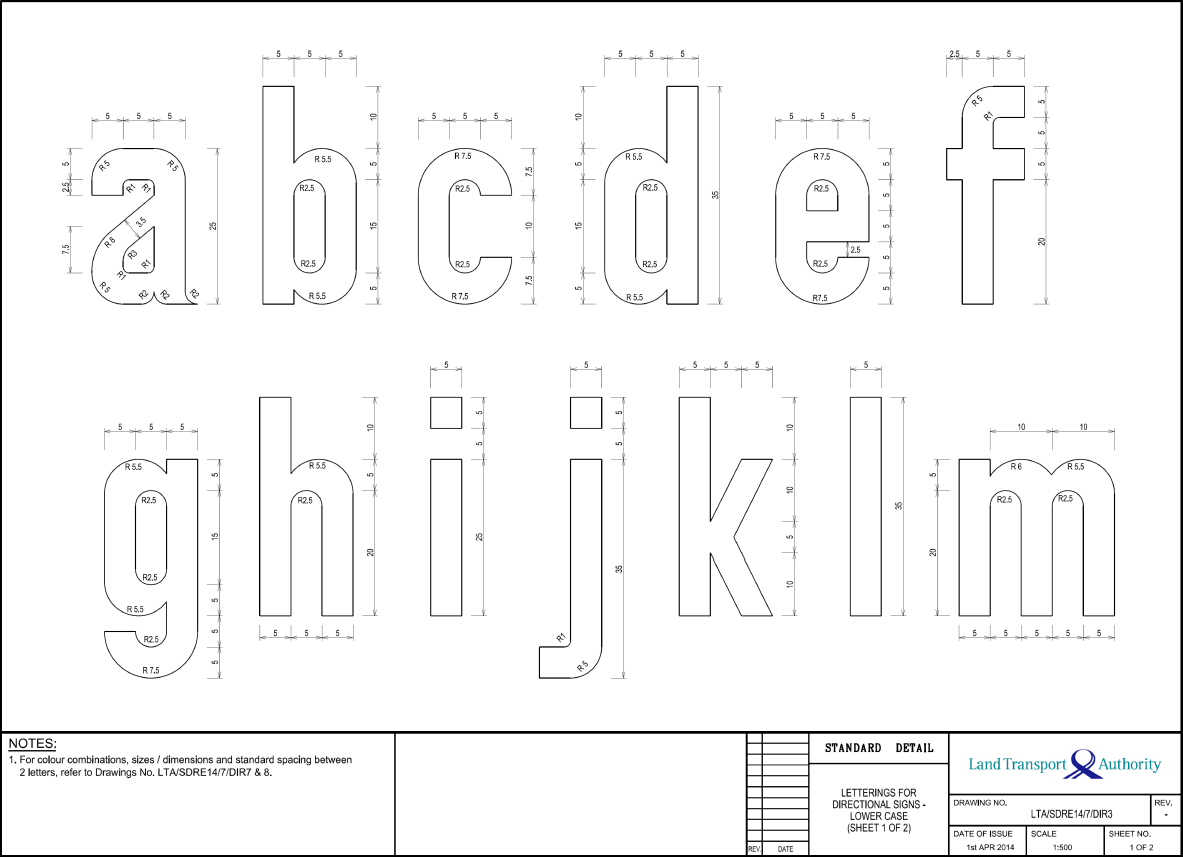 5 5 5
5 5 5
2.5 5 5
5 5 5
5 5 5
5 5 5
a b c d e f
R 5 R 5 R1 R1 3.5 R 6 R3 R1 R1 R 5 R2 R2 R2
5 2.5 7.5 25
R 5.5 R2.5 R2.5 R 5.5
10 5 15 5
R 7.5 R2.5 R2.5 R 7.5
7.5 10 7.5
R 5.5 R2.5 R2.5 R 5.5
10 5 15 5 35
R 7.5 R2.5 R2.5 R7.5
2.5 5 5 5 5 5
R 5 R1
5 5 5 20
g h i j k l m
5 5 5
R 5.5 R2.5 R2.5 R 5.5 R2.5 R 7.5
5 15 5 5 5
R 5.5 R2.5
10 5 20
5 5 5
5
5 5 25
5
5 5 35
R1 R 5
5 5 5
10 10 5 10
5
35
10 10
R 6 R 5.5 R2.5 R2.5
5 20
5 5 5 5 5
NOTES:
1. For colour combinations, sizes / dimensions and standard spacing between
2 letters, refer to Drawings No. LTA/SDRE14/7/DIR7 & 8.
REV. DATE
STANDARD DETAIL
LETTERINGS FOR
DIRECTIONAL SIGNS -
LOWER CASE
(SHEET 1 OF 2)
Land Transport Authority
DRAWING NO.
LTA/SDRE14/7/DIR3
REV.
-
DATE OF ISSUE
1st APR 2014
SCALE
1:500
SHEET NO.
1 OF 2